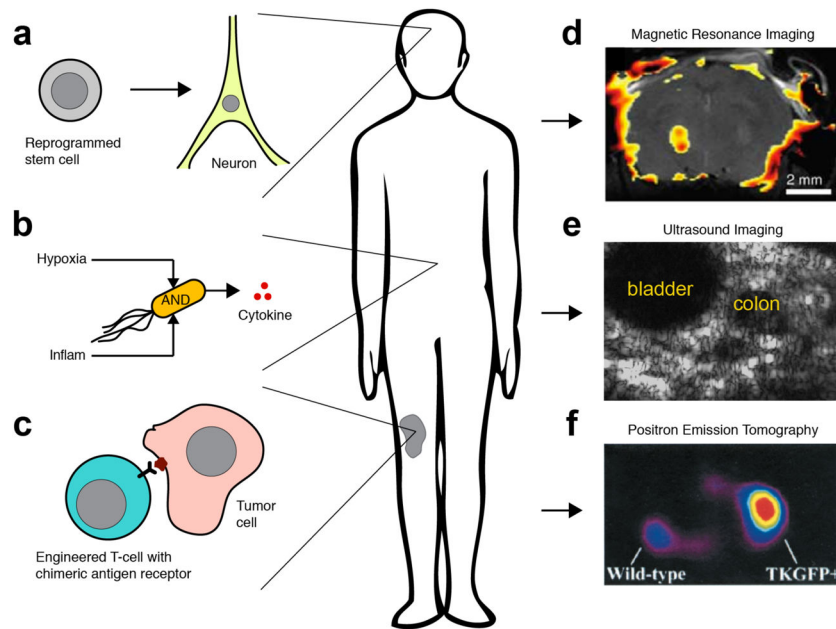 a
Reprogrammed
stem cell
Neuron
b
Hypoxia
AND
Cytokine
Inflam
c
Tumor
cell
Engineered T-cell with
chimeric antigen receptor
d
Magnetic Resonance Imaging
2 mm
e
Ultrasound Imaging
bladder
colon
f
Positron Emission Tomography
Wild-type
TKGFP+